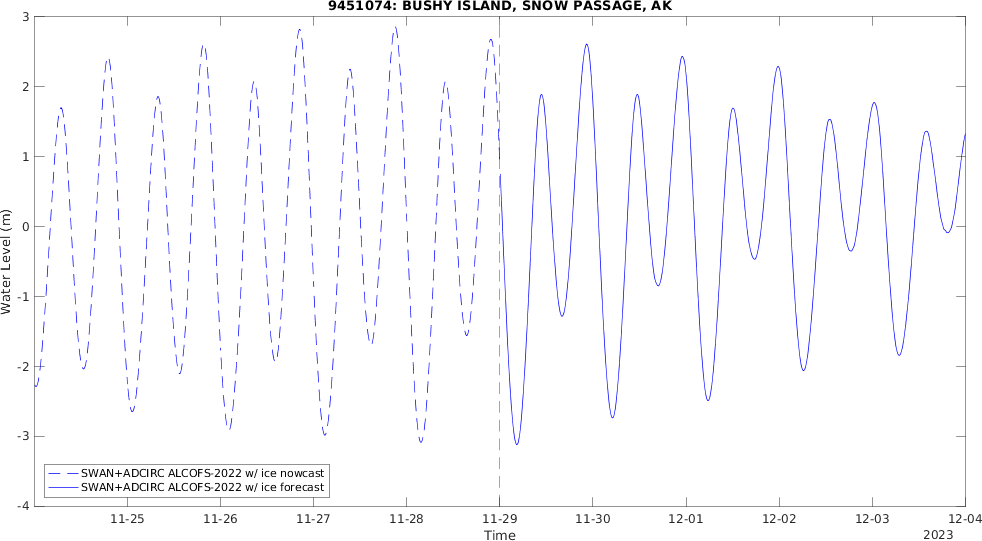 9451074: BUSHY ISLAND, SNOW PASSAGE, AK
3
2
1
0
-1
-2
-3
-4
Water Level (m)
SWAN+ADCIRC ALCOFS-2022 w/ ice nowcast
SWAN+ADCIRC ALCOFS-2022 w/ ice forecast
11-25 11-26 11-27 11-28 11-29 11-30 12-01 12-02 12-03 12-04
Time
2023